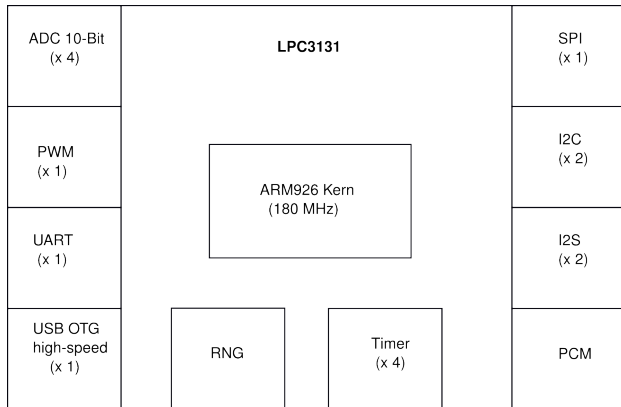 ADC 10-Bit
(x 4)
LPC3131
SPI
(x 1)
PWM
(x 1)
I2C
(x 2)
ARM926 Kern
(180 MHz)
UART
(x 1)
I2S
(x 2)
USB OTG
high-speed
(x 1)
RNG
Timer
(x 4)
PCM